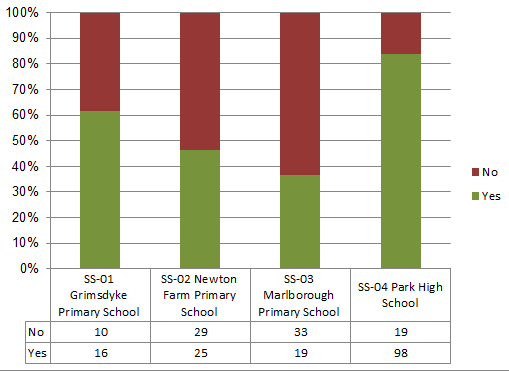 100%
90%
80%
70%
60%
50%
40%
30%
20%
10%
0%
No
Yes
SS-01
Grimsdyke
Primary School
SS-02 Newton
Farm Primary
School
SS-03
Marlborough
Primary School
SS-04 Park High
School
No 10 29 33 19
Yes 16 25 19 98